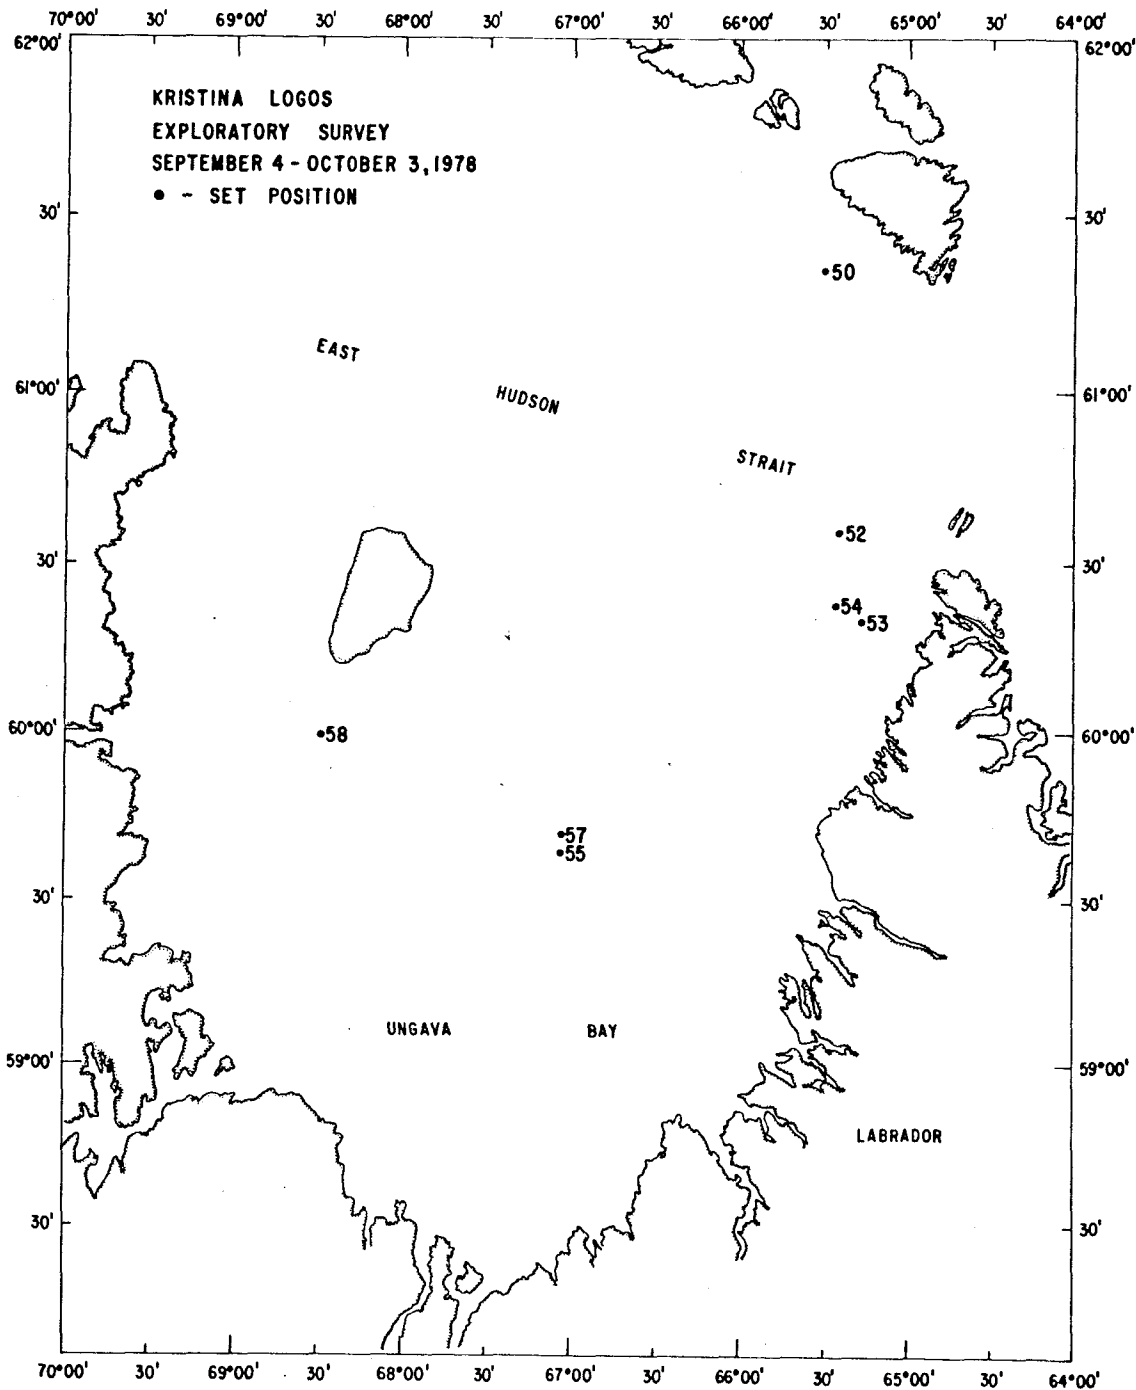 70°00' 30' 69°00' 30' 68°00' 30' 67°00' 30' 66°00' 30' 65°00' 30' 64°00'
62°00' 62°00'
KRISTINA LOGOS
EXPLORATORY SURVEY
SEPTEMBER 4 - OCTOBER 3, 1978
• - SET POSITION
30' 30'
50
EAST
61°00' HUDSON 61°00'
STRAIT
52
30' 30'
54
53
60°00' 58 60°00'
57
55
30' 30'
UNGAVA BAY
59°00' 59°00'
LABRADOR
30' 30'
70°00' 30' 69°00' 30' 68°00' 30' 67°00' 30' 66°00' 30' 65°00' 30' 64°00'